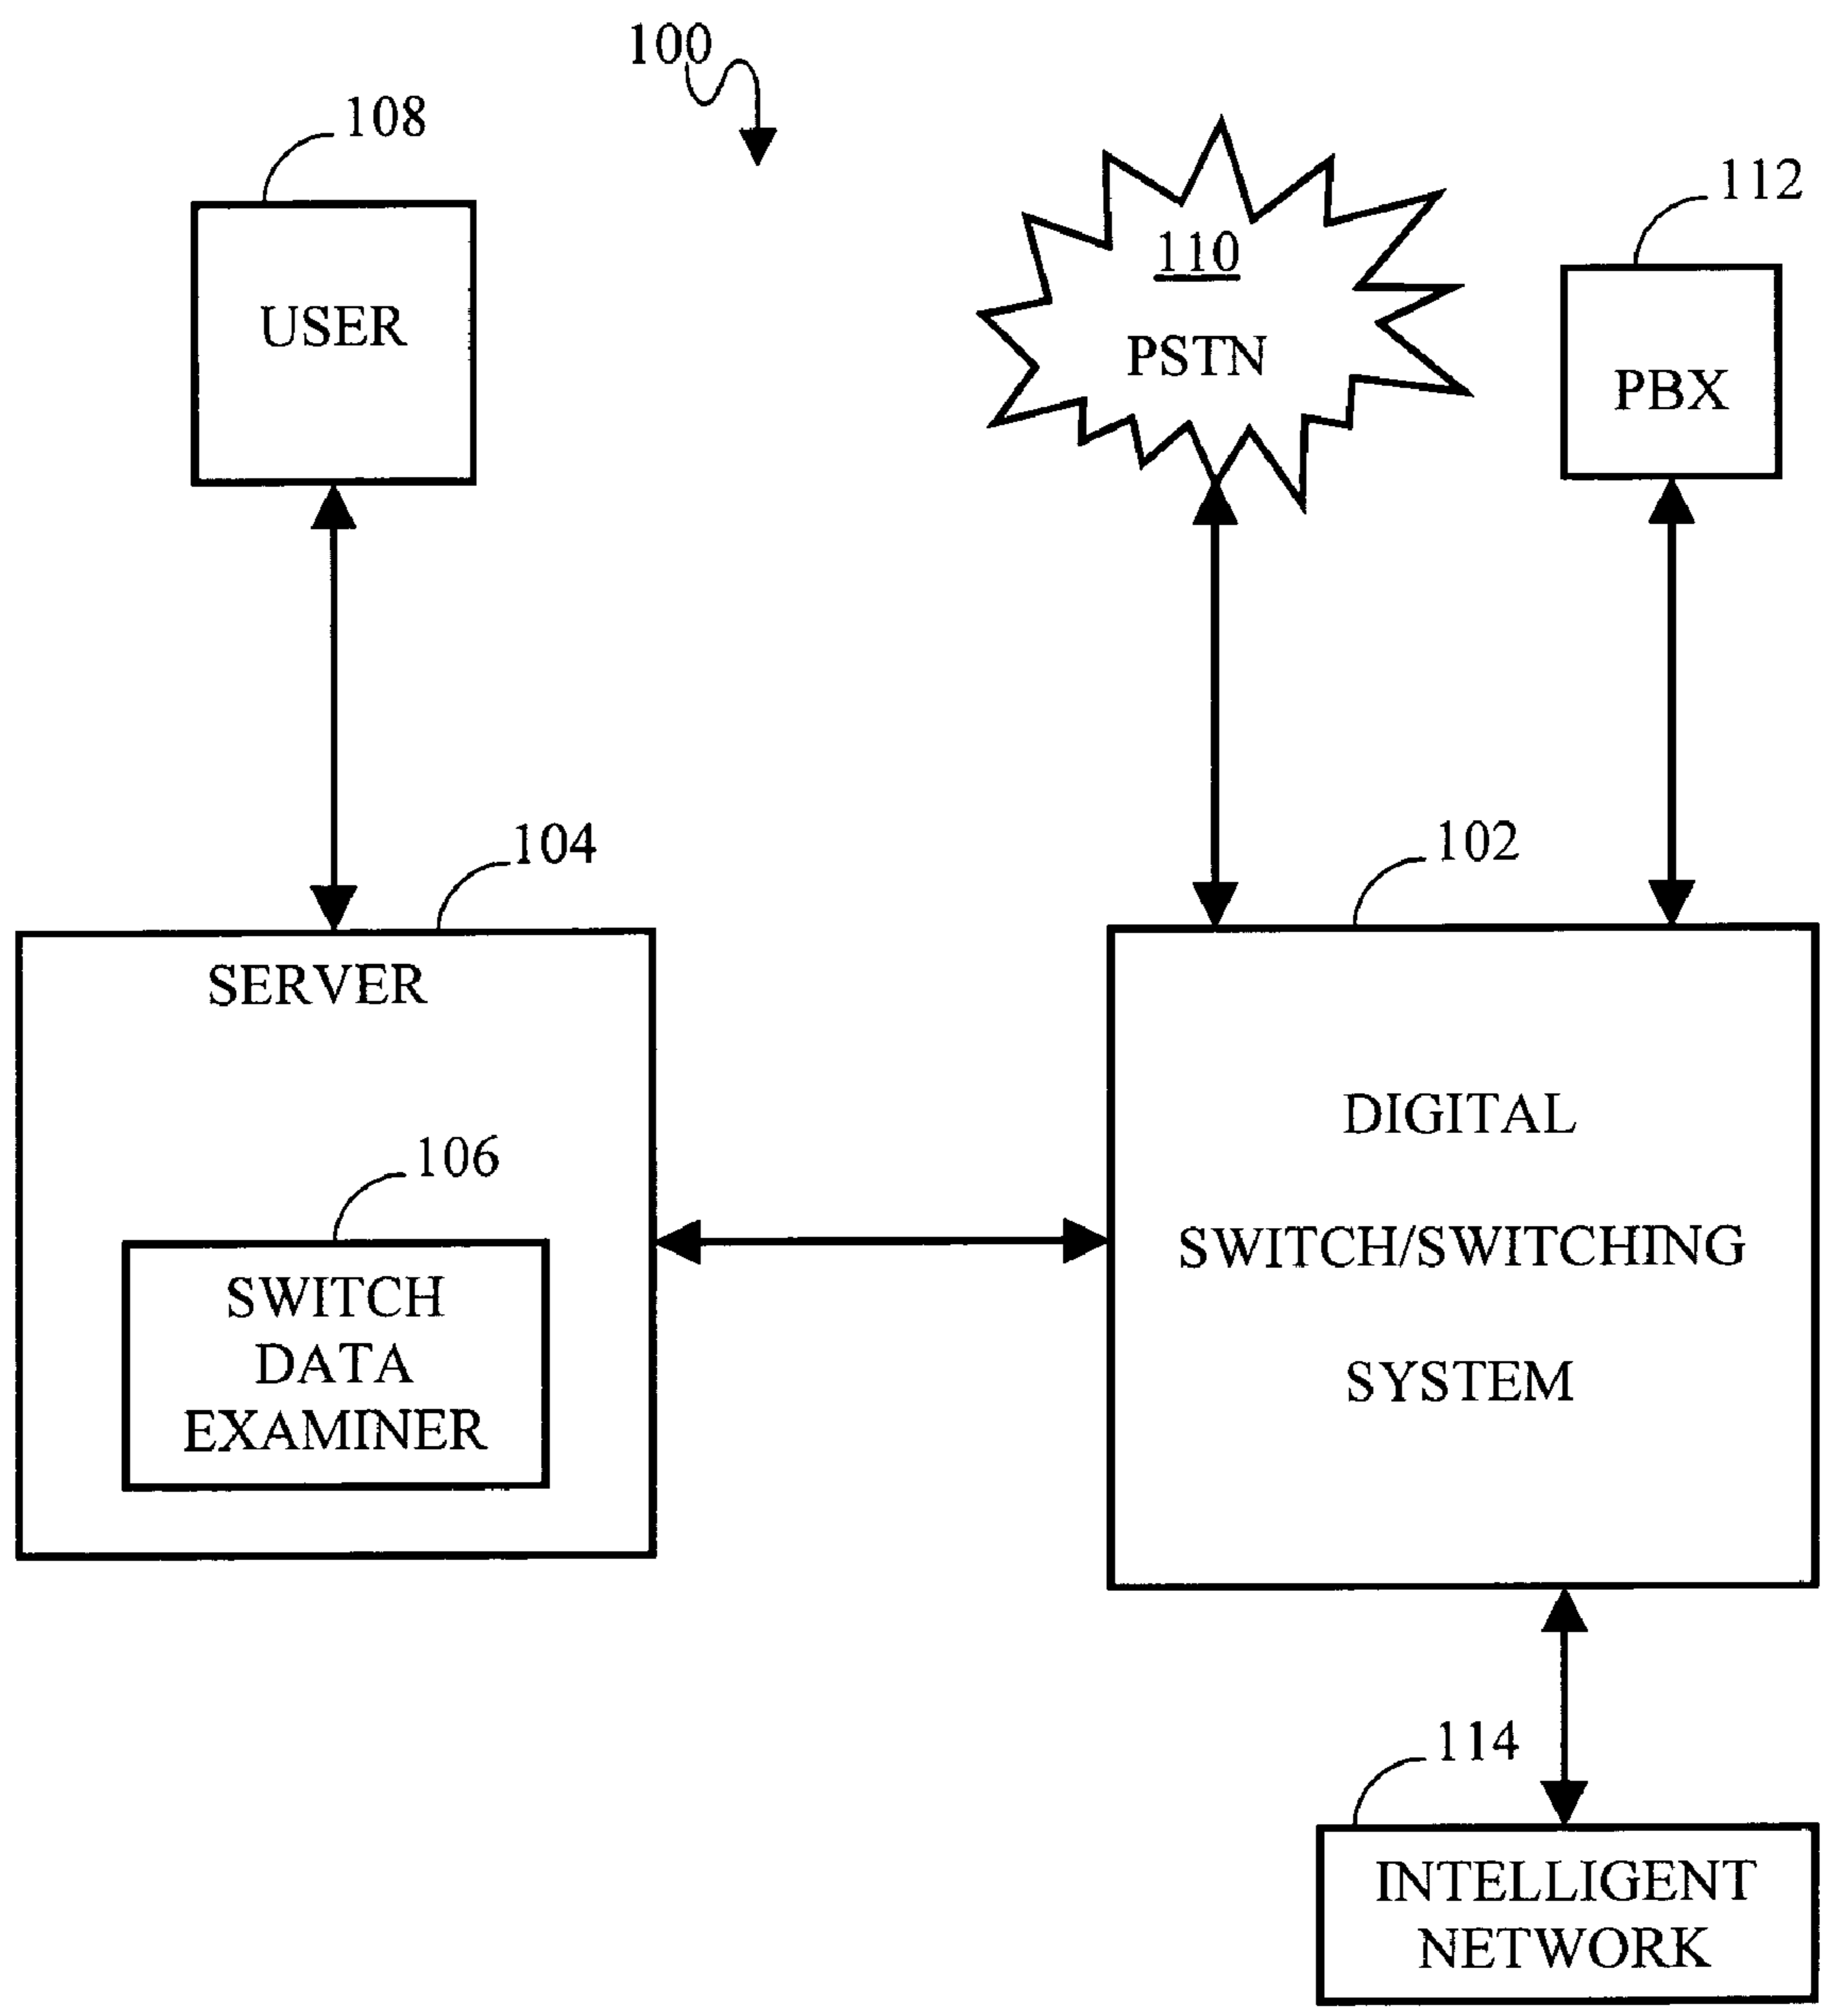 100
108
USER
110
PSTN
112
PBX
104
SERVER
106
SWITCH
DATA
EXAMINER
102
DIGITAL
SWITCH/SWITCHING
SYSTEM
114
INTELLIGENT
NETWORK